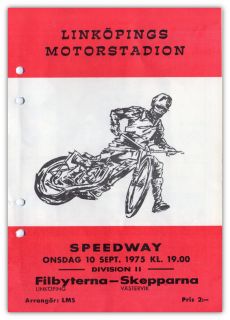 LINKÖPINGS
MOTORSTADION
SPEEDWAY
ONSDAG 10 SEPT. 1975 KL. 19.00
DIVISION II
Filbyterna—Skepparna
LINKÖPING VÄSTERVIK
Arrangör: LMS Pris 2:—